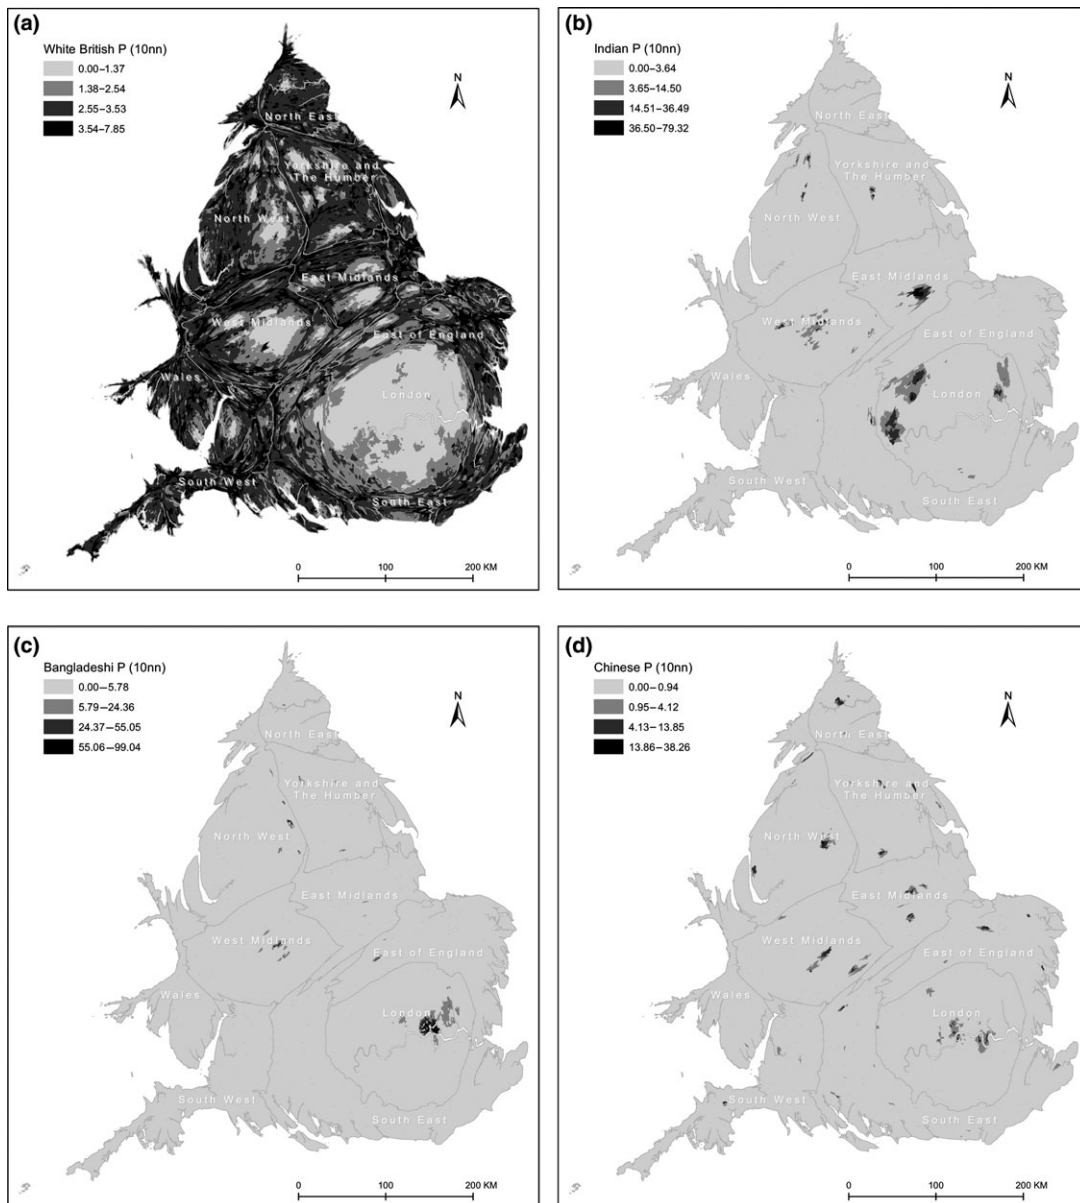 (a)
White British P (10nn)
0.00–1.37
1.38–2.54
2.55–3.53
3.54–7.85
N
North East
Yorkshire and
The Humber
North West
East Midlands
West Midlands
East of England
Wales
London
South West
South East
0 100 200 KM
(b)
Indian P (10nn)
0.00–3.64
3.65–14.50
14.51–36.49
36.50–79.32
N
North East
Yorkshire and
The Humber
North West
East Midlands
West Midlands
East of England
Wales
London
South West
South East
0 100 200 KM
(c)
Bangladeshi P (10nn)
0.00–5.78
5.79–24.36
24.37–55.05
55.06–99.04
N
North East
Yorkshire and
The Humber
North West
East Midlands
West Midlands
East of England
Wales
London
South West
South East
0 100 200 KM
(d)
Chinese P (10nn)
0.00–0.94
0.95–4.12
4.13–13.85
13.86–38.26
N
North East
Yorkshire and
The Humber
North West
East Midlands
West Midlands
East of England
Wales
London
South West
South East
0 100 200 KM